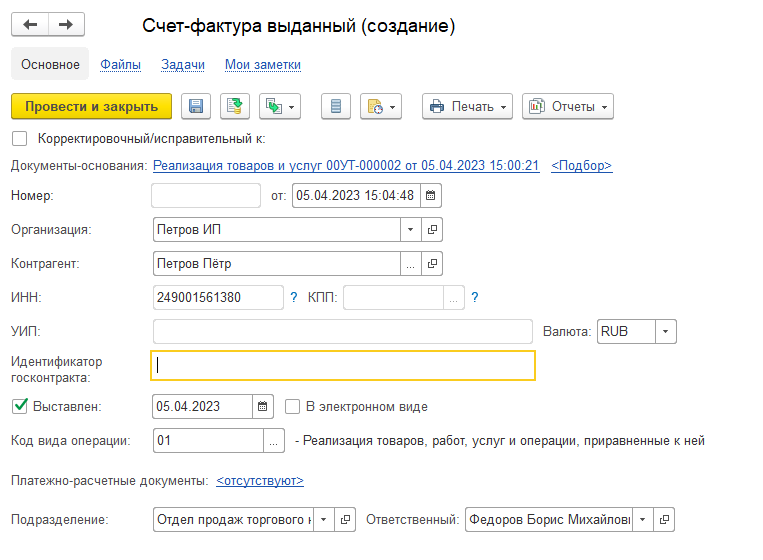 Счет-фактура выданный (создание)
Основное Файлы Задачи Мои заметки
Провести и закрыть Печать Отчеты
Корректировочный/исправительный к:
Документы-основания: Реализация товаров и услуг 00УТ-000002 от 05.04.2023 15:00:21 <Подбор>
Номер: от: 05.04.2023 15:04:48
Организация: Петров ИП
Контрагент: Петров Пётр ...
ИНН: 249001561380 ? КПП: ... ?
УИП: Валюта: RUB
Идентификатор
госконтракта:
Выставлен: 05.04.2023 В электронном виде
Код вида операции: 01 ... - Реализация товаров, работ, услуг и операции, приравненные к ней
Платежно-расчетные документы: <отсутствуют>
Подразделение: Отдел продаж торгового Ответственный: Федоров Борис Михайлови